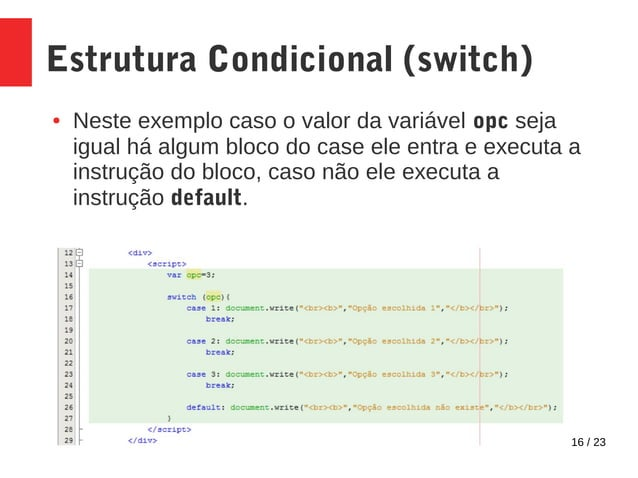 Estrutura Condicional (switch)
• Neste exemplo caso o valor da variável opc seja
igual há algum bloco do case ele entra e executa a
instrução do bloco, caso não ele executa a
instrução default.
12 <div>
13 <script>
14 var opc=3;
15
16 switch (opc){
17 case 1: document.write("<br><b>","Opção escolhida 1","</b></br>");
18 break;
19
20 case 2: document.write("<br><b>","Opção escolhida 2","</b></br>");
21 break;
22
23 case 3: document.write("<br><b>","Opção escolhida 3","</b></br>");
24 break;
25
26 default: document.write("<br><b>","Opção escolhida não existe","</b></br>");
27 }
28 </script>
29 </div>
16 / 23